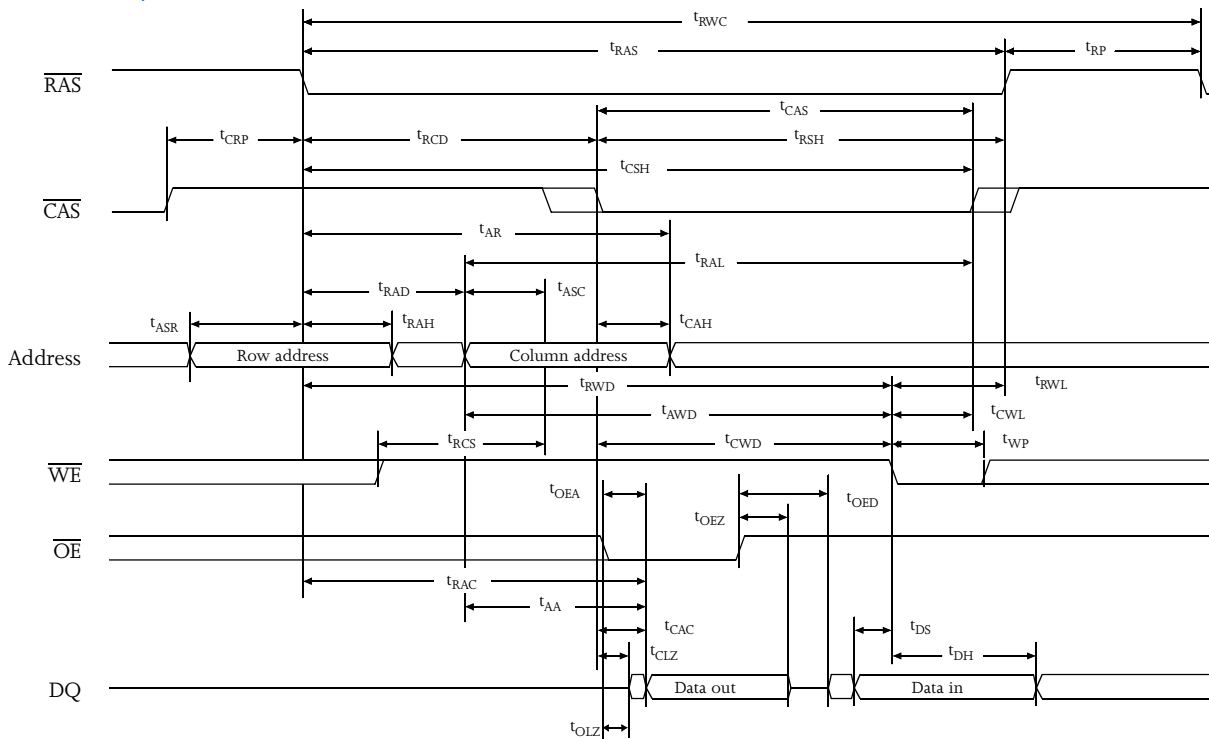 tRWC
tRAS tRP
RAS
tCAS
tCRP tRCD tRSH
tCSH
CAS
tAR
tRAL
tRAD tASC
tASR tRAH tCAH
Address Row address Column address
tRWD tRWL
tAWD tCWL
tRCS tCWD tWP
WE
tOEA tOED
tOEZ
OE
tRAC
tAA
tCAC tDS
tCLZ tDH
DQ Data out Data in
tOLZ